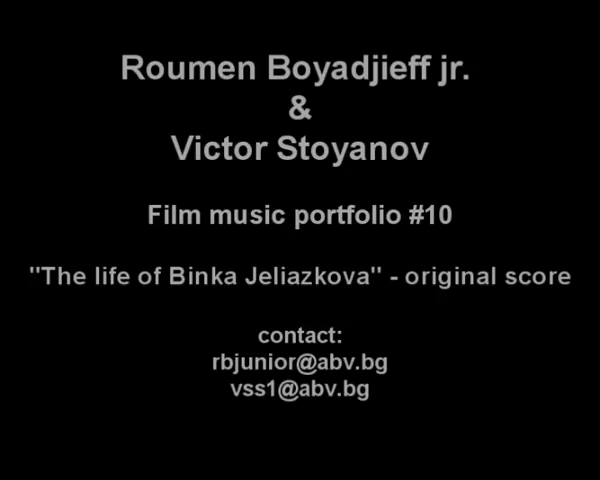 Roumen Boyadjieff jr.
&
Victor Stoyanov
Film music portfolio #10
"The life of Binka Jeliazkova" - original score
contact:
rbjunior@abv.bg
vss1@abv.bg